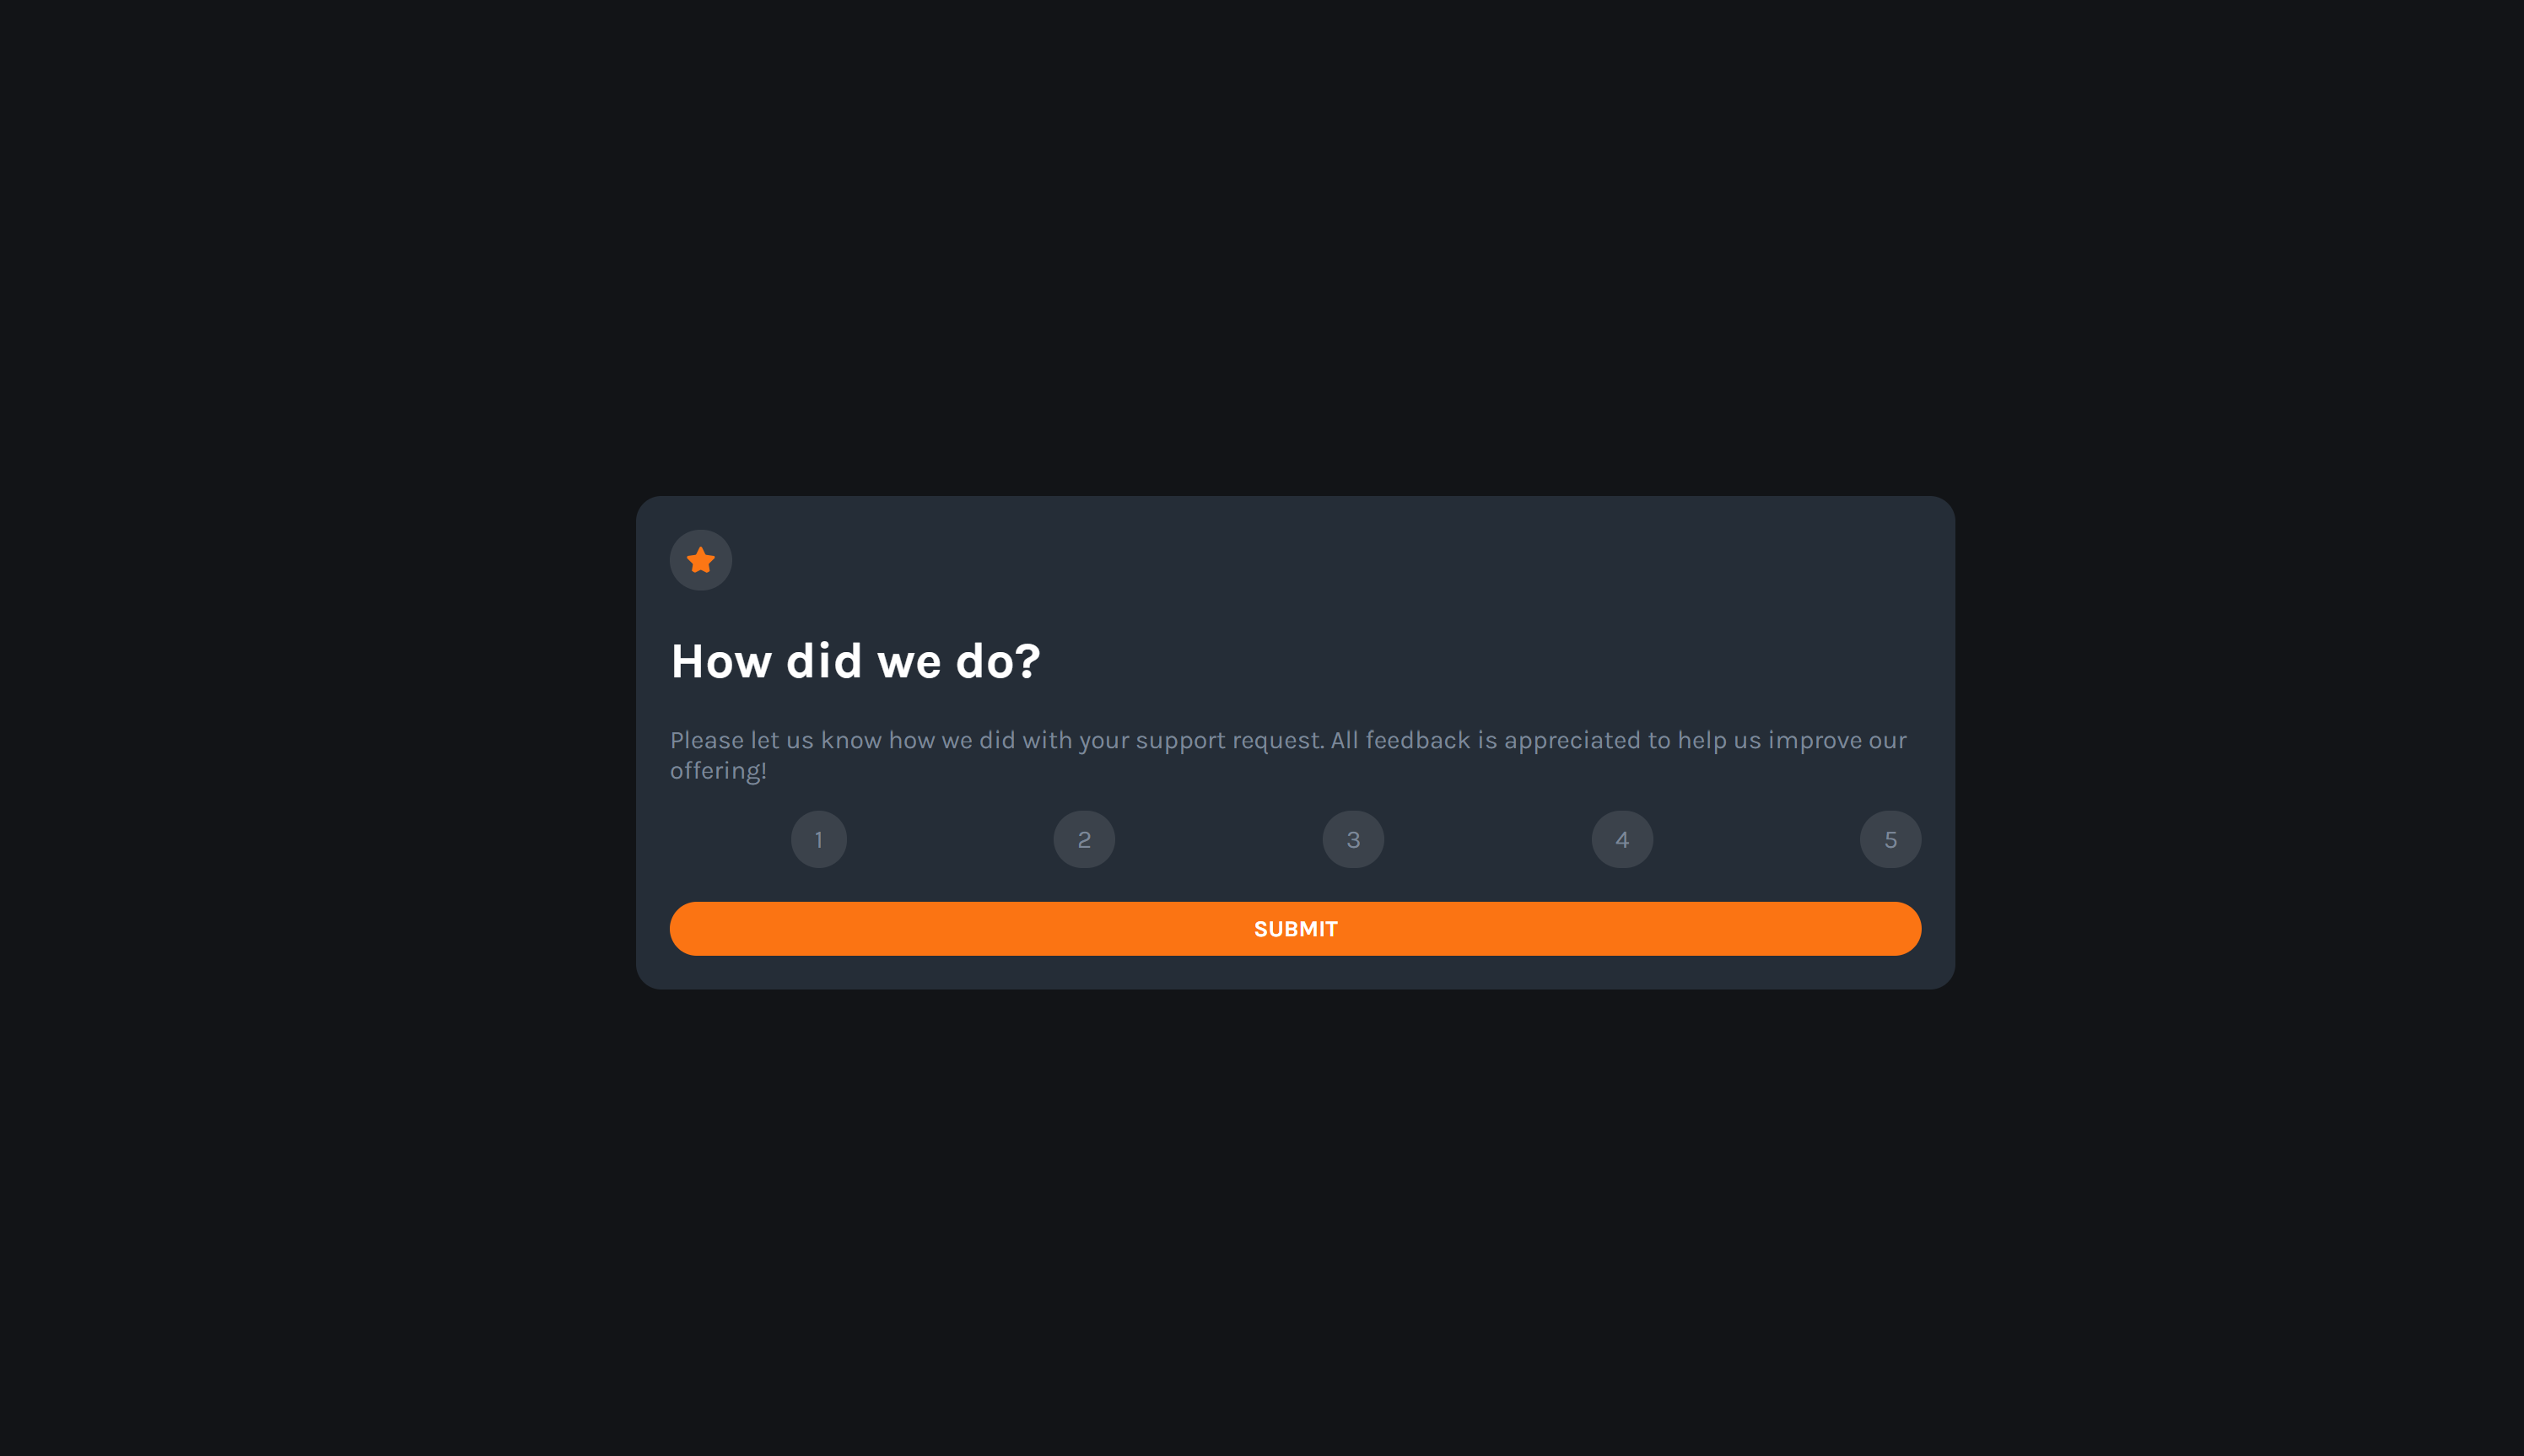 How did we do?
Please let us know how we did with your support request. All feedback is appreciated to help us improve our
offering!
1 2 3 4 5
SUBMIT